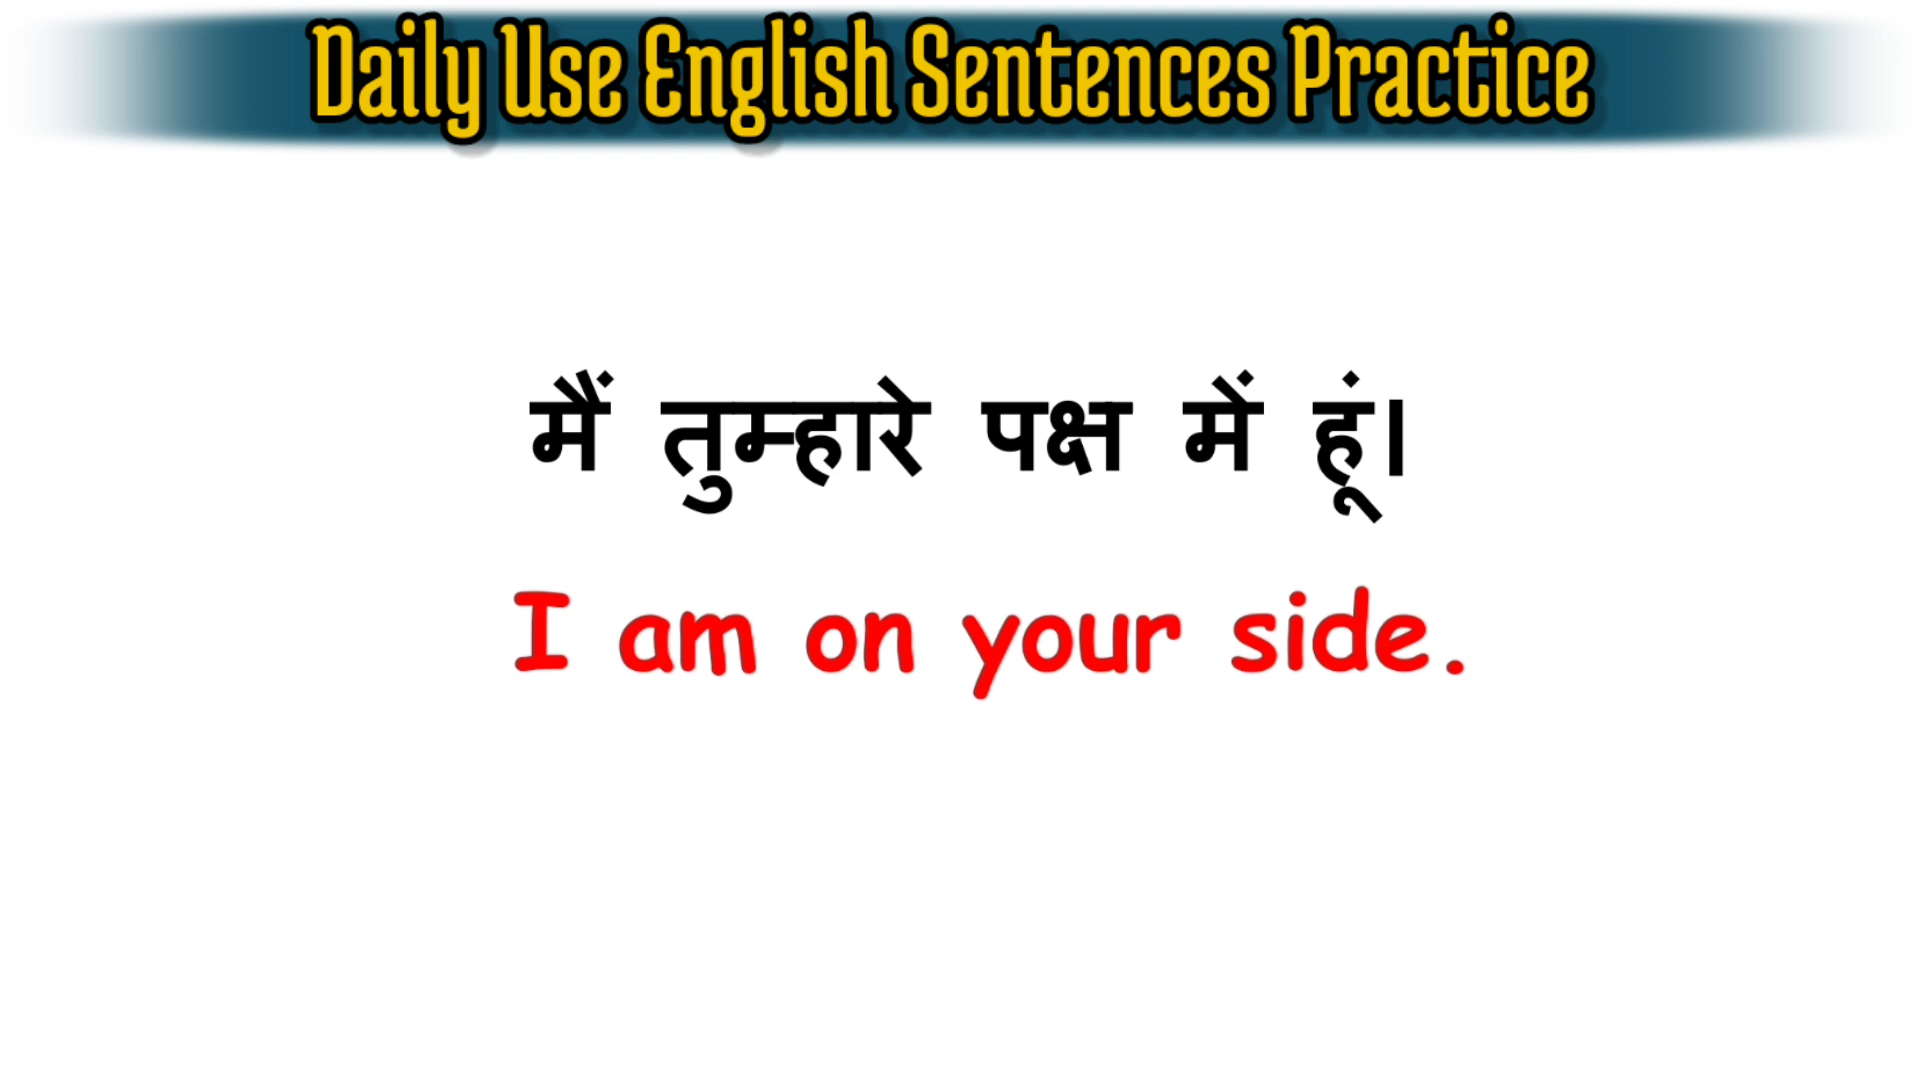 Daily Use English Sentences Practice
मैं तुम्हारे पक्ष में हूं।
I am on your side.